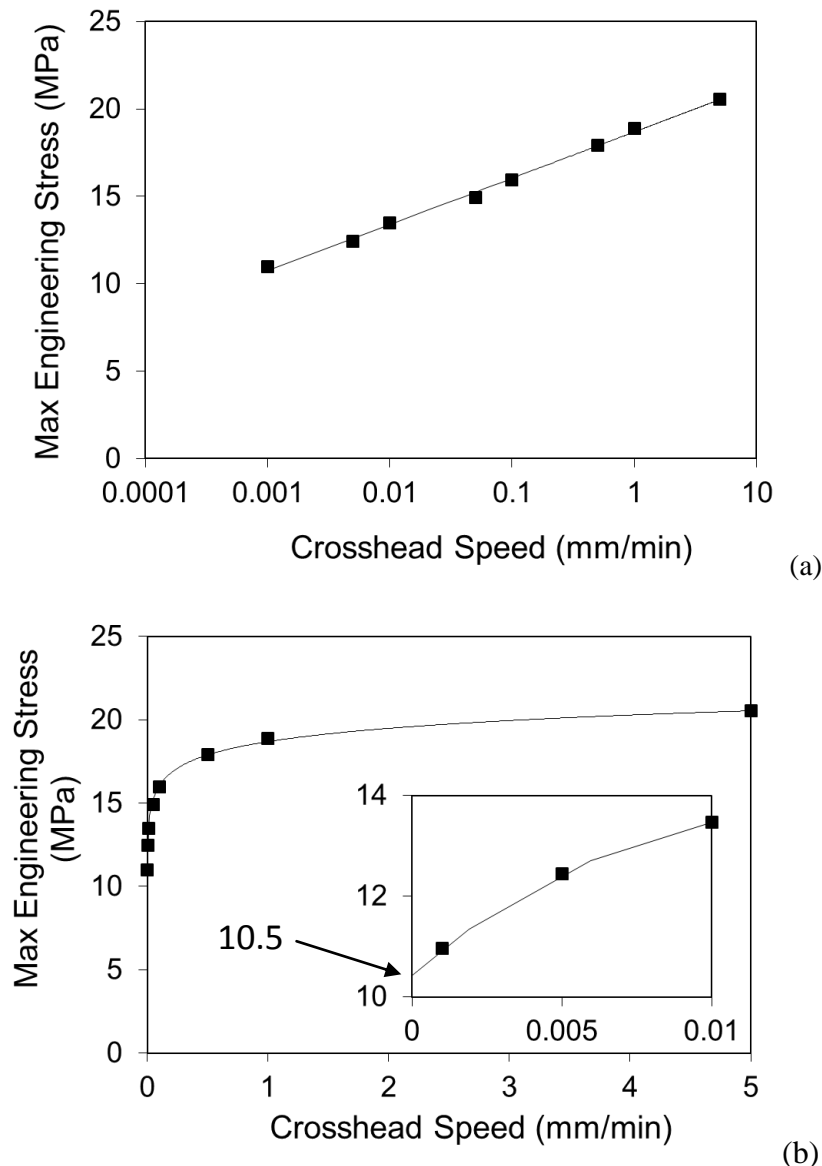 25
20
15
10
5
0
Max Engineering Stress (MPa)
0.0001 0.001 0.01 0.1 1 10
Crosshead Speed (mm/min)
(a)
25
20
15
10
5
0
Max Engineering Stress
(MPa)
10.5
14
12
10
0 0.005 0.01
0 1 2 3 4 5
Crosshead Speed (mm/min)
(b)